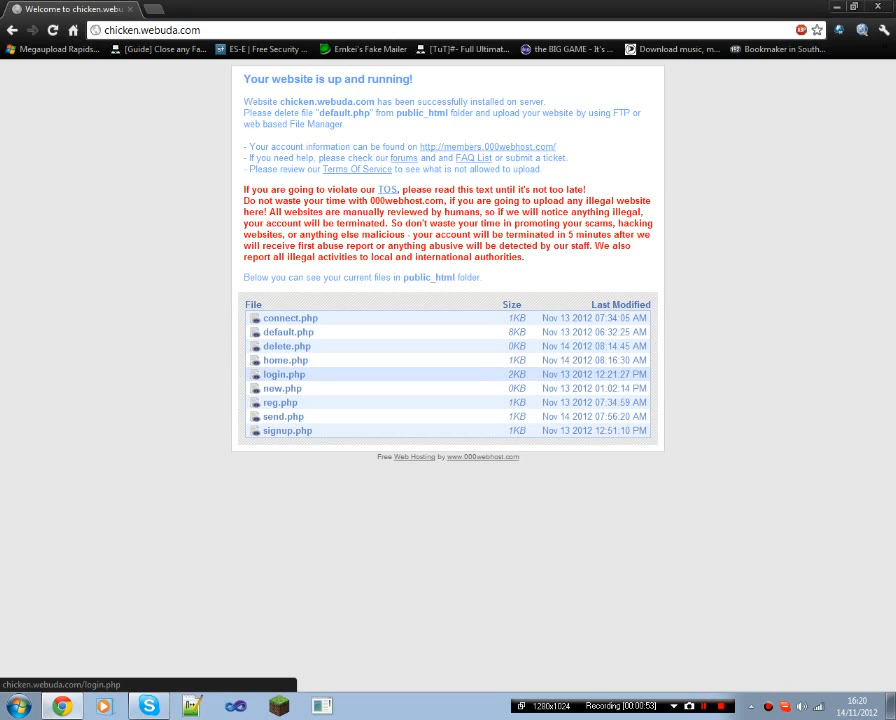 Welcome to chicken.webu
chicken.webuda.com
Megaupload Rapids...
[Guide] Close any Fa...
ES-E | Free Security ...
Emkei's Fake Mailer
[TuT]#- Full Ultimat...
the BIG GAME - It's ...
Download music, m...
Bookmaker in South...
Your website is up and running!
Website chicken.webuda.com has been successfully installed on server.
Please delete file "default.php" from public_html folder and upload your website by using FTP or
web based File Manager.
- Your account information can be found on http://members.000webhost.com/
- If you need help, please check our forums and and FAQ List or submit a ticket.
- Please review our Terms Of Service to see what is not allowed to upload.
If you are going to violate our TOS, please read this text until it's not too late!
Do not waste your time with 000webhost.com, if you are going to upload any illegal website
here! All websites are manually reviewed by humans, so if we will notice anything illegal,
your account will be terminated. So don't waste your time in promoting your scams, hacking
websites, or anything else malicious - your account will be terminated in 5 minutes after we
will receive first abuse report or anything abusive will be detected by our staff. We also
report all illegal activities to local and international authorities.
Below you can see your current files in public_html folder.
File Size Last Modified
connect.php 1KB Nov 13 2012 07:34:05 AM
default.php 8KB Nov 13 2012 06:32:25 AM
delete.php 0KB Nov 14 2012 08:14:45 AM
home.php 1KB Nov 14 2012 08:16:30 AM
login.php 2KB Nov 13 2012 12:21:27 PM
new.php 0KB Nov 13 2012 01:02:14 PM
reg.php 1KB Nov 13 2012 07:34:59 AM
send.php 1KB Nov 14 2012 07:56:20 AM
signup.php 1KB Nov 13 2012 12:51:10 PM
Free Web Hosting by www.000webhost.com
chicken.webuda.com/login.php
1280x1024 Recording [00:00:53]
16:20
14/11/2012